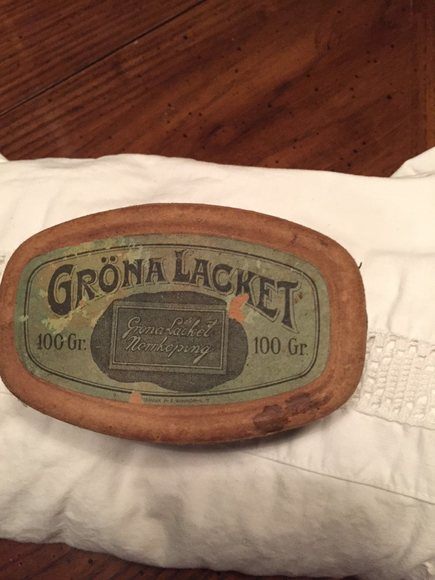 GRÖNA LACKET
100 Gr.
Gröna Lacket
Norrköping
100 Gr.